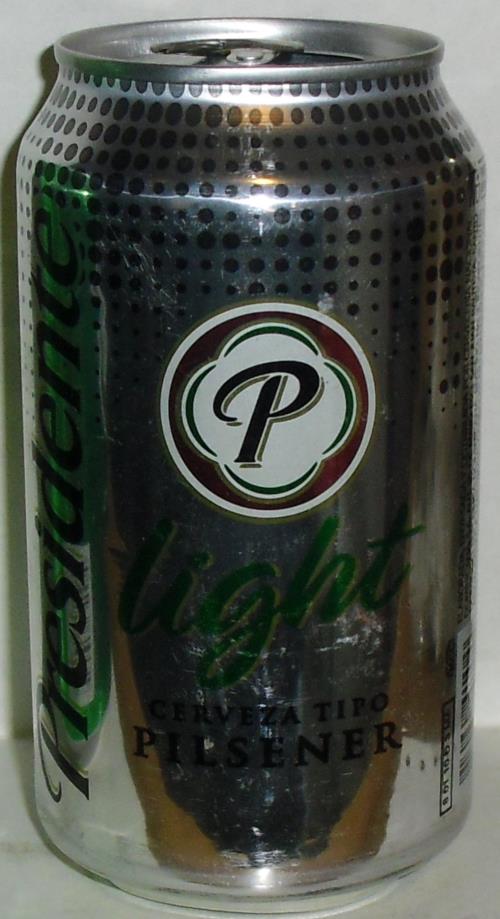 Presidente
P
light
CERVEZA TIPO
PILSENER